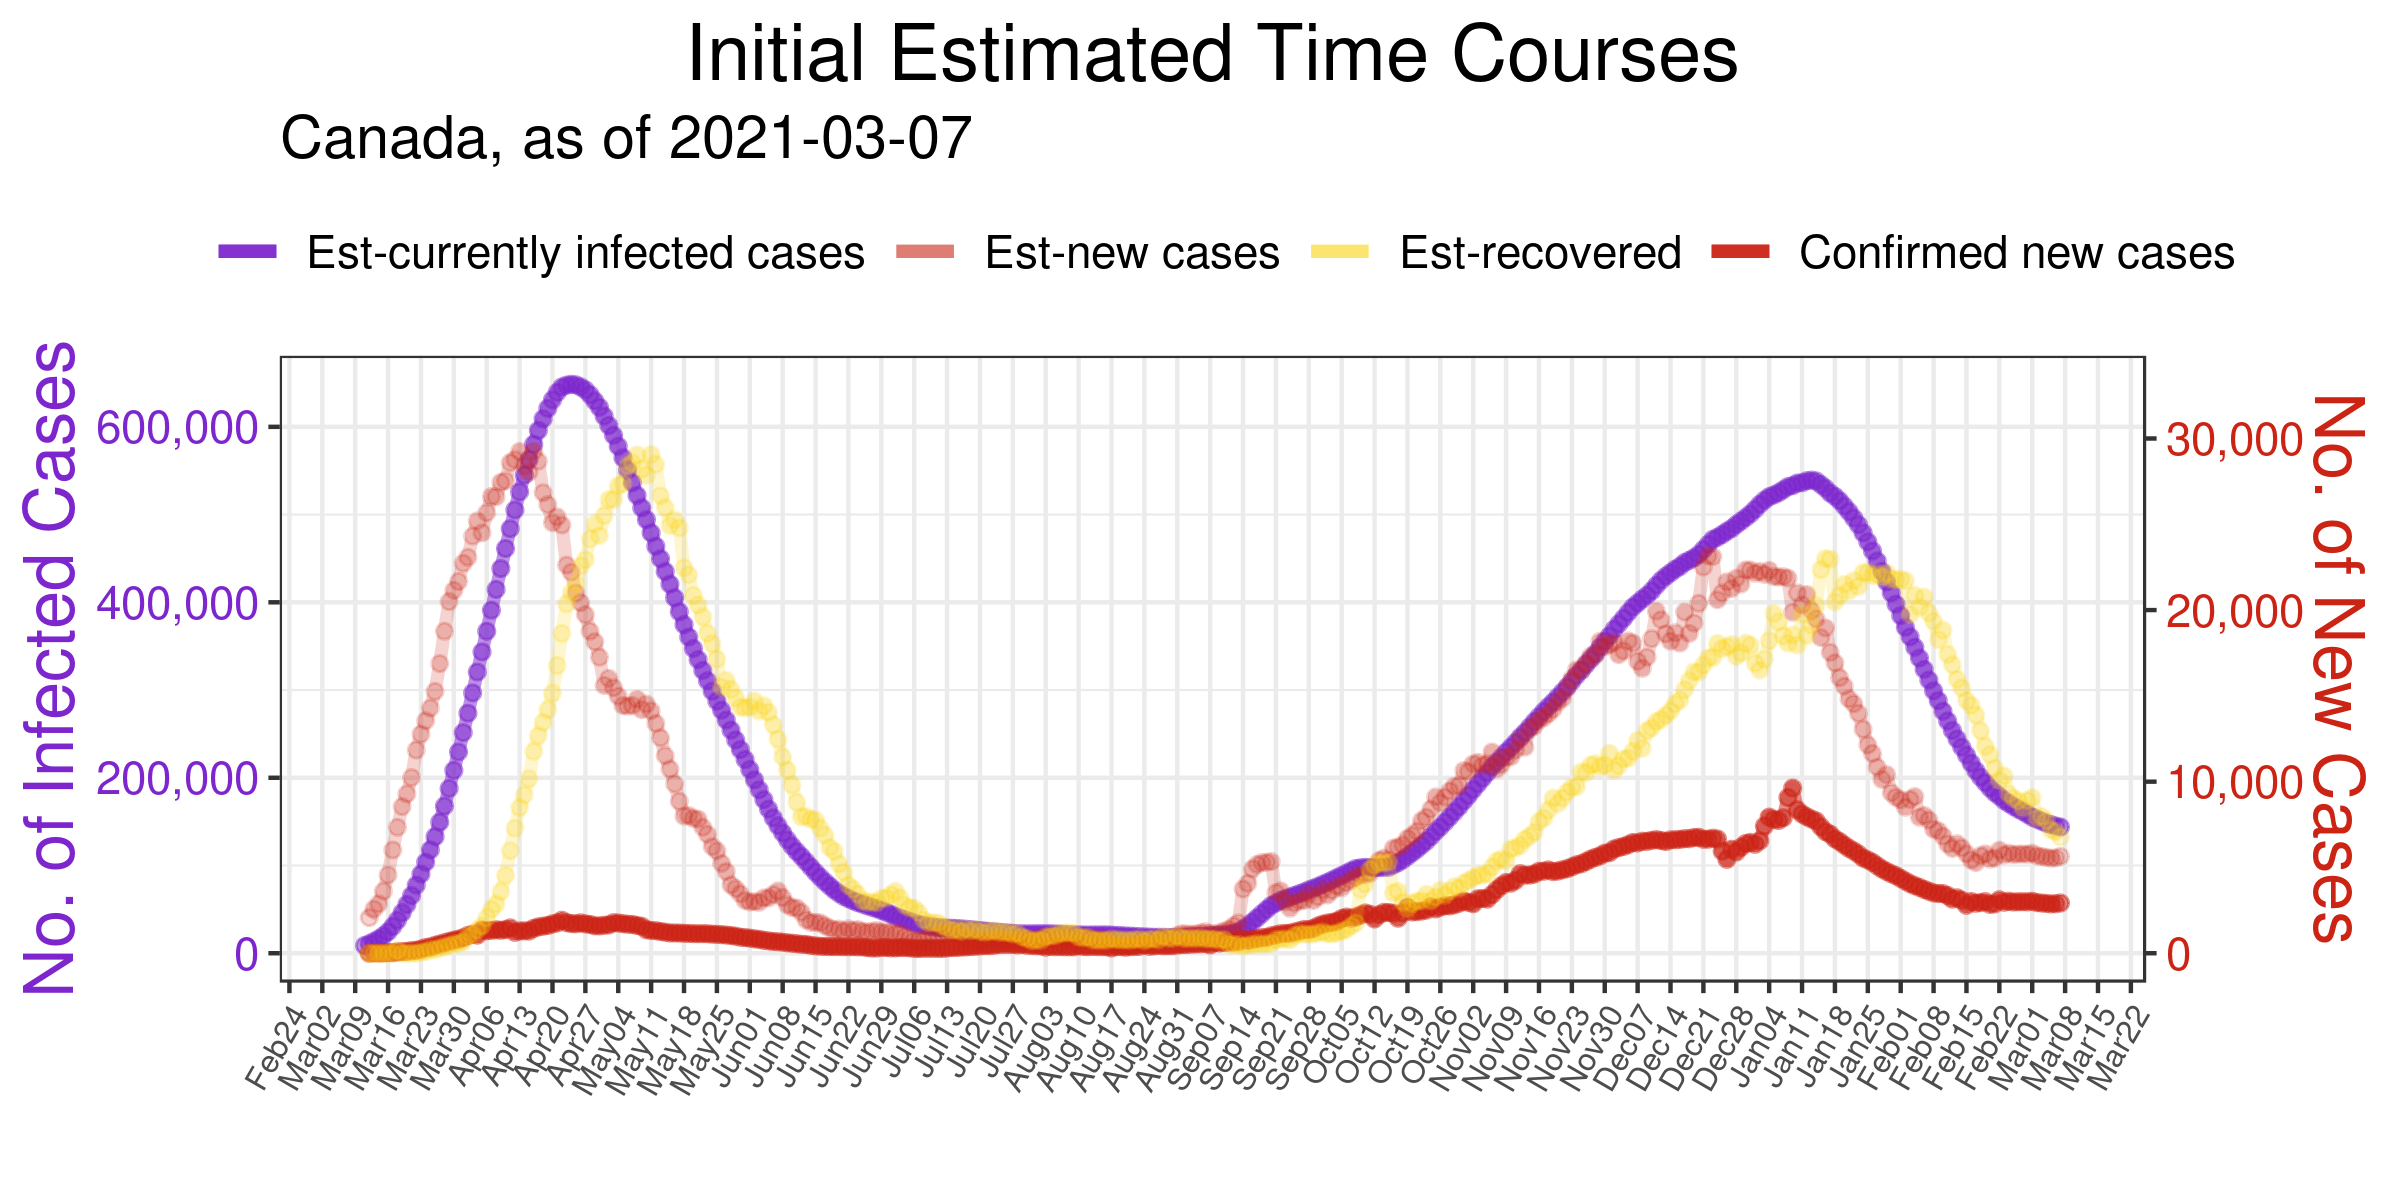 Initial Estimated Time Courses
Canada, as of 2021-03-07
Est-currently infected cases Est-new cases Est-recovered Confirmed new cases
No. of Infected Cases
600,000
400,000
200,000
0
30,000
20,000
10,000
0
No. of New Cases
Feb24 Mar02 Mar09 Mar16 Mar23 Mar30 Apr06 Apr13 Apr20 Apr27 May04 May11 May18 May25 Jun01 Jun08 Jun15 Jun22 Jun29 Jul06 Jul13 Jul20 Jul27 Aug03 Aug10 Aug17 Aug24 Aug31 Sep07 Sep14 Sep21 Sep28 Oct05 Oct12 Oct19 Oct26 Nov02 Nov09 Nov16 Nov23 Nov30 Dec07 Dec14 Dec21 Dec28 Jan04 Jan11 Jan18 Jan25 Feb01 Feb08 Feb15 Feb22 Mar01 Mar08 Mar15 Mar22